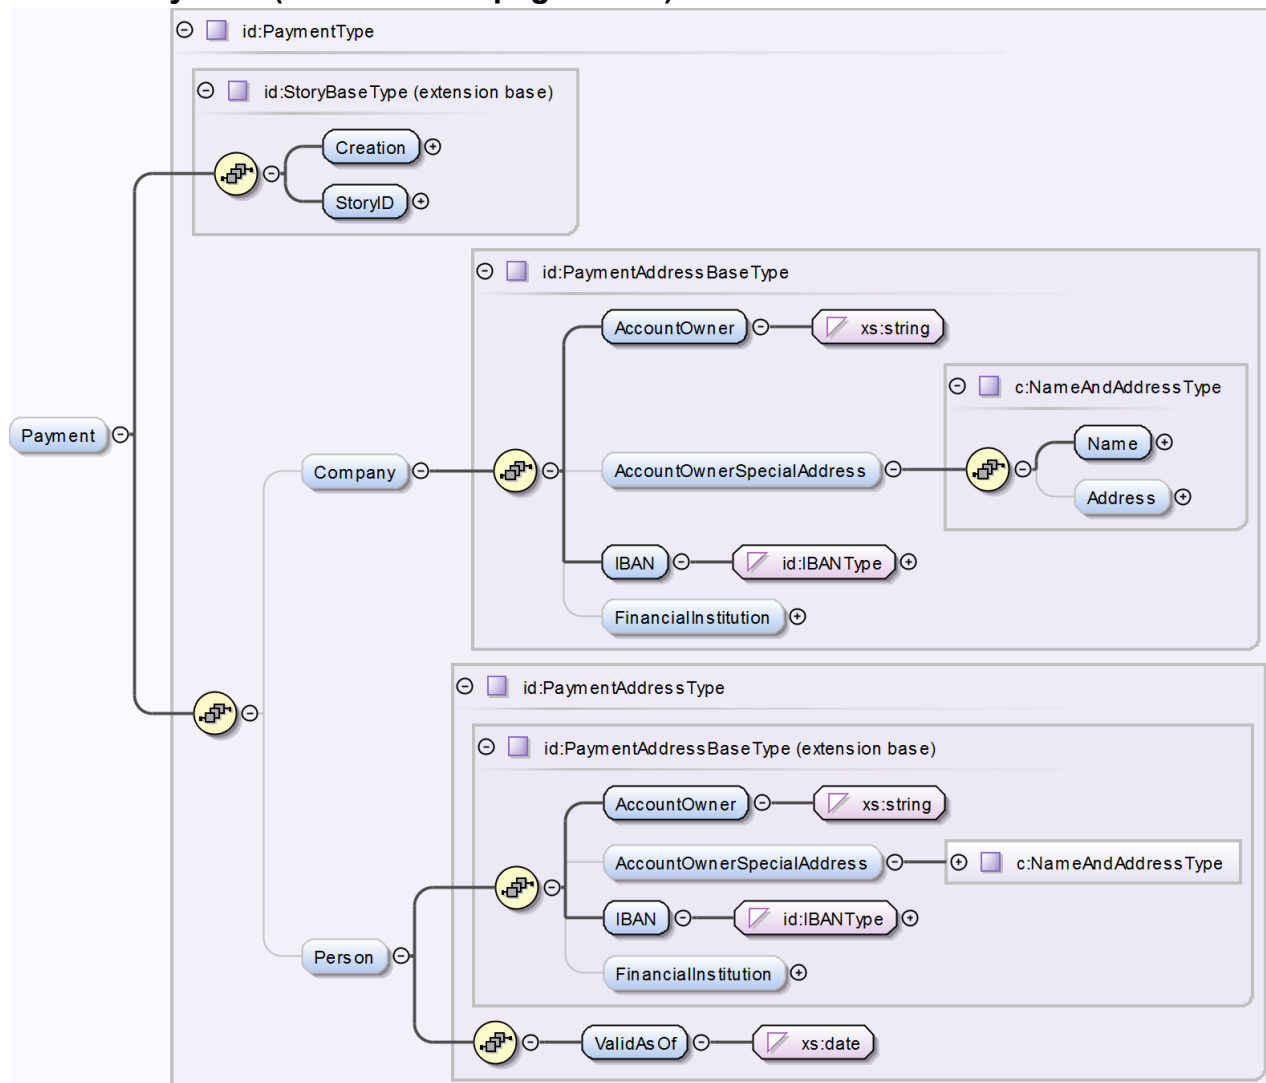 id:PaymentType
id:StoryBaseType (extension base)
Creation
StoryID
id:PaymentAddressBaseType
AccountOwner xs:string
c:NameAndAddressType
Payment
Name
Company AccountOwnerSpecialAddress
Address
IBAN id:IBANType
FinancialInstitution
id:PaymentAddressType
id:PaymentAddressBaseType (extension base)
AccountOwner xs:string
AccountOwnerSpecialAddress c:NameAndAddressType
IBAN id:IBANType
Person
FinancialInstitution
ValidAsOf xs:date